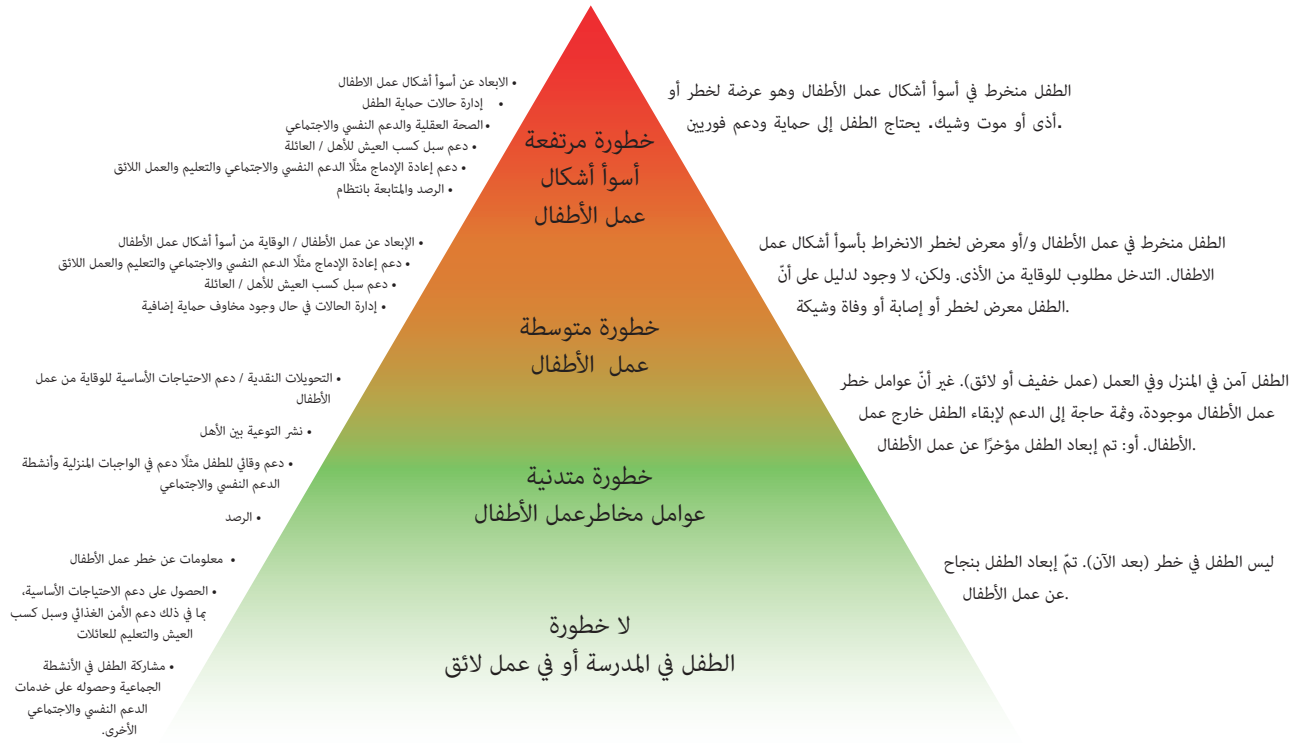 الطفل منخرط في أسوأ أشكال عمل الأطفال وهو عرضة لخطر أو
أذى أو موت وشيك. يحتاج الطفل إلى حماية ودعم فوريين.
خطورة مرتفعة
أسوأ أشكال
عمل الأطفال
• الابعاد عن أسوأ أشكال عمل الاطفال
• إدارة حالات حماية الطفل
• الصحة العقلية والدعم النفسي والاجتماعي
• دعم سبل كسب العيش للأهل / العائلة
• دعم إعادة الإدماج مثلًا الدعم النفسي والاجتماعي والتعليم والعمل اللائق
• الرصد والمتابعة بانتظام
الطفل منخرط في عمل الأطفال و/أو معرض لخطر الانخراط بأسوأ أشكال عمل
الاطفال. التدخل مطلوب للوقاية من الأذى. ولكن، لا وجود لدليل على أنّ
الطفل معرض لخطر أو إصابة أو وفاة وشيكة.
خطورة متوسطة
عمل الأطفال
• الإبعاد عن عمل الأطفال / الوقاية من أسوأ أشكال عمل الأطفال
• دعم إعادة الإدماج مثلًا الدعم النفسي والاجتماعي والتعليم والعمل اللائق
• دعم سبل كسب العيش للأهل / العائلة
• إدارة الحالات في حال وجود مخاوف حماية إضافية
الطفل آمن في المنزل وفي العمل (عمل خفيف أو لائق). غير أنّ عوامل خطر
عمل الأطفال موجودة، وثمة حاجة إلى الدعم لإبقاء الطفل خارج عمل
الأطفال. أو: تم إبعاد الطفل مؤخرًا عن عمل الأطفال.
خطورة متدنية
عوامل مخاطرعمل الأطفال
• التحويلات النقدية / دعم الاحتياجات الأساسية للوقاية من عمل
الأطفال
• نشر التوعية بين الأهل
• دعم وقائي للطفل مثلًا دعم في الواجبات المنزلية وأنشطة
الدعم النفسي والاجتماعي
• الرصد
ليس الطفل في خطر (بعد الآن). تمّ إبعاد الطفل بنجاح
عن عمل الأطفال.
لا خطورة
الطفل في المدرسة أو في عمل لائق
• معلومات عن خطر عمل الأطفال
• الحصول على دعم الاحتياجات الأساسية،
بما في ذلك دعم الأمن الغذائي وسبل كسب
العيش والتعليم للعائلات
• مشاركة الطفل في الأنشطة
الجماعية وحصوله على خدمات
الدعم النفسي والاجتماعي
الأخرى.